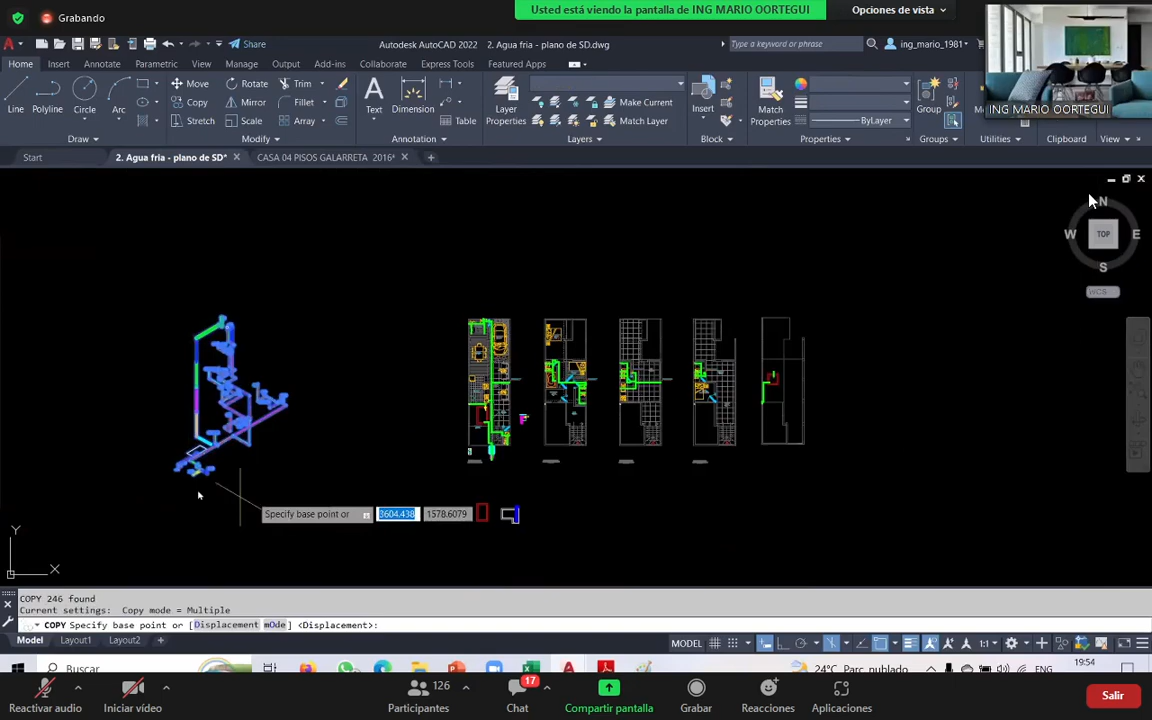 Grabando
Usted está viendo la pantalla de ING MARIO OORTEGUI
Opciones de vista
Share
Autodesk AutoCAD 2022
2. Agua fria - plano de SD.dwg
Type a keyword or phrase
ing_mario_1981
ING MARIO OORTEGUI
Home
Insert
Annotate
Parametric
View
Manage
Output
Add-ins
Collaborate
Express Tools
Featured Apps
Line
Polyline
Circle
Arc
Move
Rotate
Trim
Copy
Mirror
Fillet
Stretch
Scale
Array
Text
Dimension
Table
Layer
Properties
Make Current
Match Layer
Insert
Match
Properties
ByLayer
Group
Draw
Modify
Annotation
Layers
Block
Properties
Groups
Utilities
Clipboard
View
Start
2. Agua fria - plano de SD*
CASA 04 PISOS GALARRETA 2016*
N
W
TOP
E
S
WCS
Specify base point or
3604.438
1578.6079
Y
X
COPY 246 found
Current settings: Copy mode = Multiple
COPY Specify base point or [Displacement mOde] <Displacement>:
Model
Layout1
Layout2
MODEL
1:1
Buscar
24°C Parc. nublado
ENG
19:54
Reactivar audio
Iniciar vídeo
126
Participantes
17
Chat
Compartir pantalla
Grabar
Reacciones
Aplicaciones
Salir